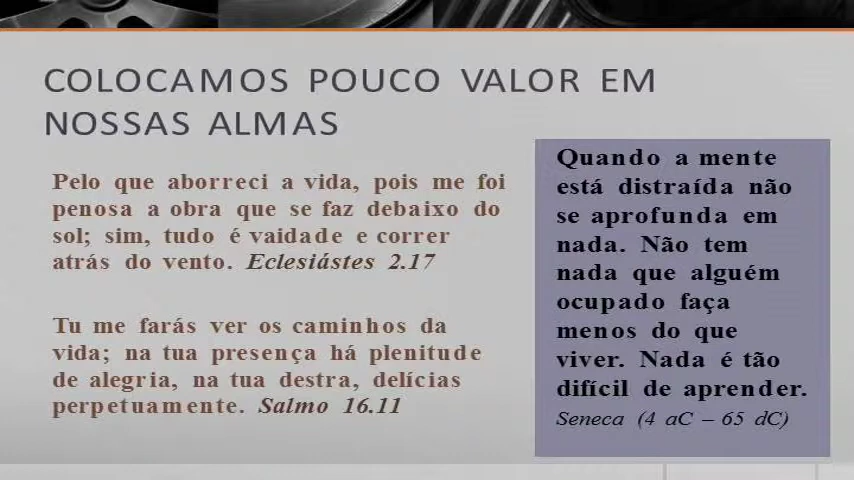 COLOCAMOS POUCO VALOR EM
NOSSAS ALMAS
Pelo que aborreci a vida, pois me foi
penosa a obra que se faz debaixo do
sol; sim, tudo é vaidade e correr
atrás do vento. Eclesiástes 2.17
Tu me farás ver os caminhos da
vida; na tua presença há plenitude
de alegria, na tua destra, delícias
perpetuamente. Salmo 16.11
Quando a mente
está distraída não
se aprofunda em
nada. Não tem
nada que alguém
ocupado faça
menos do que
viver. Nada é tão
difícil de aprender.
Seneca (4 aC – 65 dC)